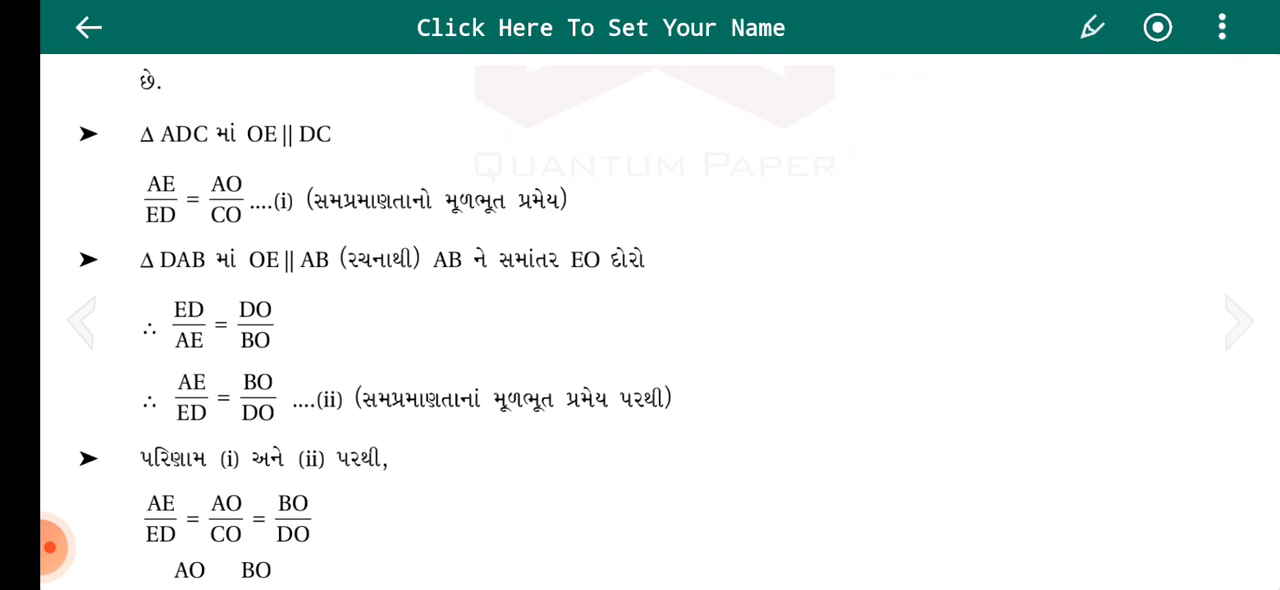 Click Here To Set Your Name
છે.
QUANTUM PAPER
➤ Δ ADC માં OE || DC
AE/ED = AO/CO ....(i) (સમપ્રમાણતાનો મૂળભૂત પ્રમેય)
➤ Δ DAB માં OE || AB (રચનાથી) AB ને સમાંતર EO દોરો
∴ ED/AE = DO/BO
∴ AE/ED = BO/DO ....(ii) (સમપ્રમાણતાનાં મૂળભૂત પ્રમેય પરથી)
➤ પરિણામ (i) અને (ii) પરથી,
AE/ED = AO/CO = BO/DO
AO BO